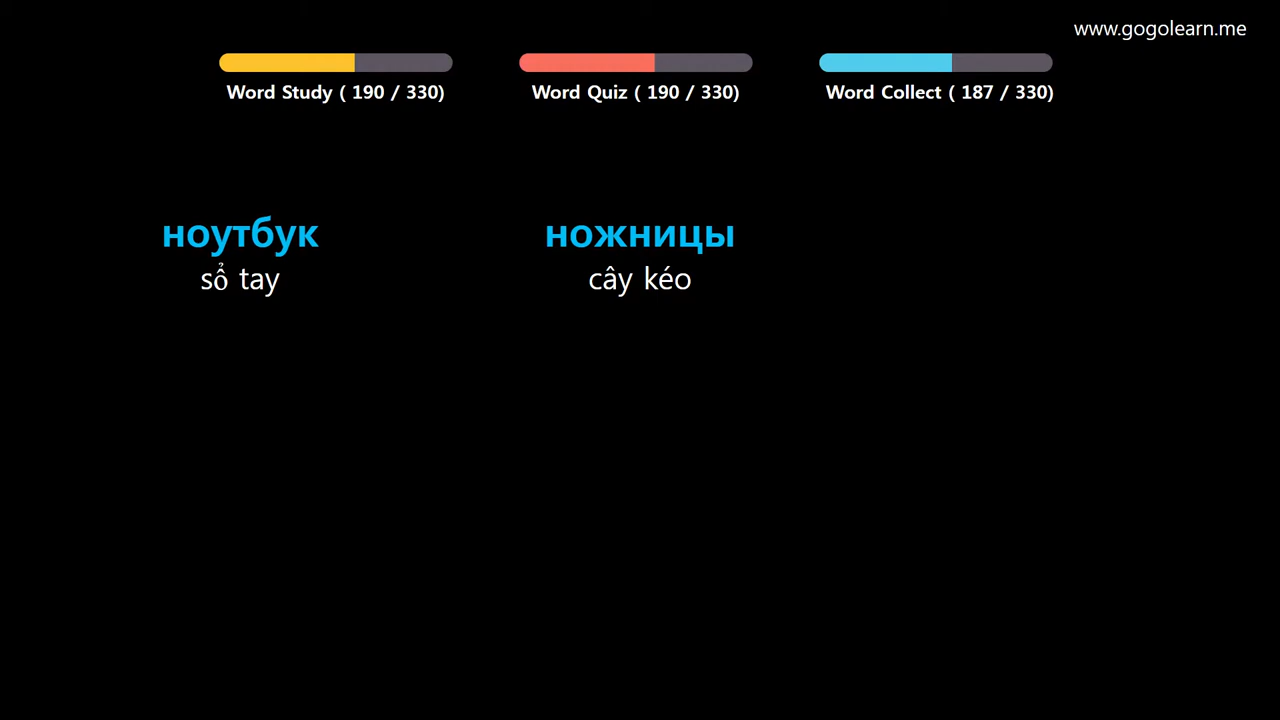 www.gogolearn.me
Word Study ( 190 / 330)
Word Quiz ( 190 / 330)
Word Collect ( 187 / 330)
ноутбук
sổ tay
ножницы
cây kéo